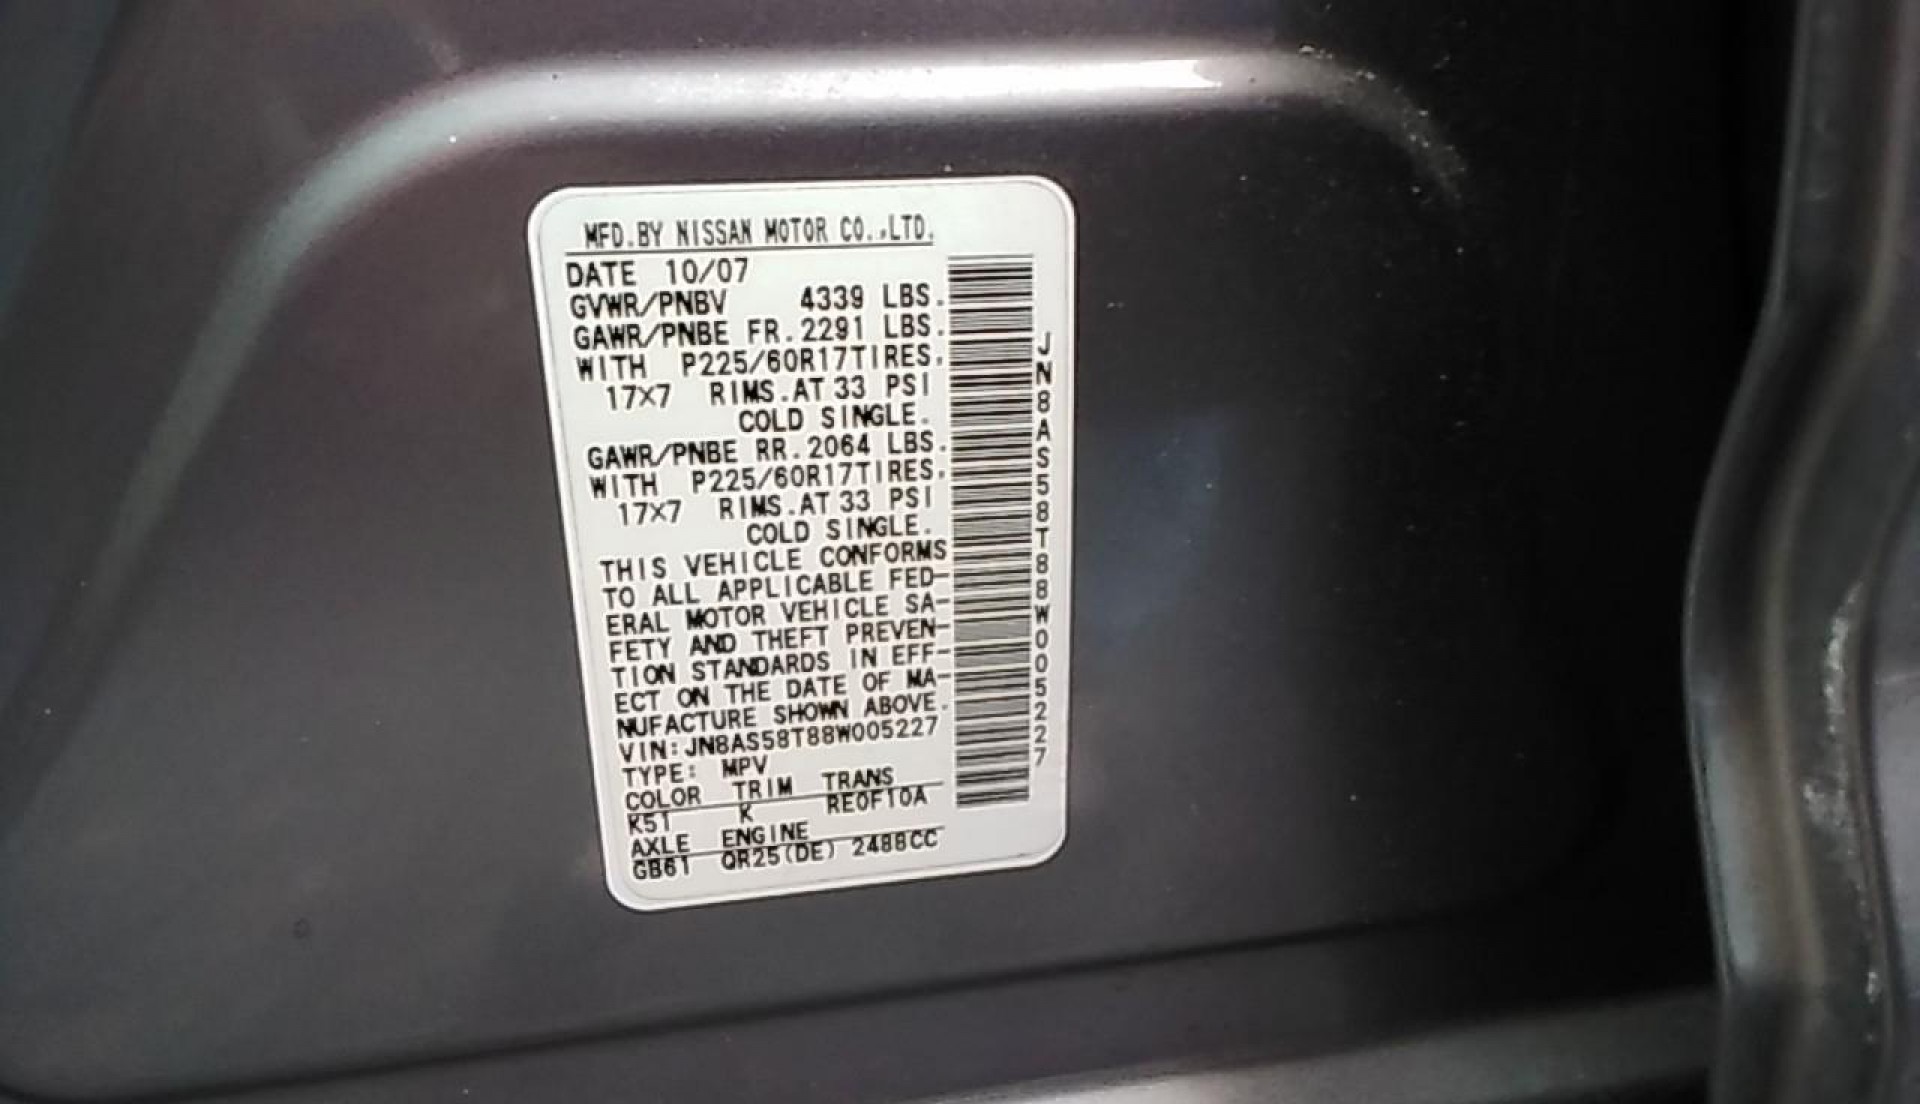 MFD.BY NISSAN MOTOR CO.,LTD.
DATE 10/07
GVWR/PNBV 4339 LBS.
GAWR/PNBE FR.2291 LBS.
WITH P225/60R17TIRES.
17X7 RIMS.AT 33 PSI
COLD SINGLE.
GAWR/PNBE RR.2064 LBS.
WITH P225/60R17TIRES.
17X7 RIMS.AT 33 PSI
COLD SINGLE.
THIS VEHICLE CONFORMS
TO ALL APPLICABLE FED-
ERAL MOTOR VEHICLE SA-
FETY AND THEFT PREVEN-
TION STANDARDS IN EFF-
ECT ON THE DATE OF MA-
NUFACTURE SHOWN ABOVE.
VIN:JN8AS58T88W005227
TYPE: MPV
COLOR TRIM TRANS
K51 K RE0F10A
AXLE ENGINE
GB61 QR25(DE) 2488CC
JN8AS58T88W005227